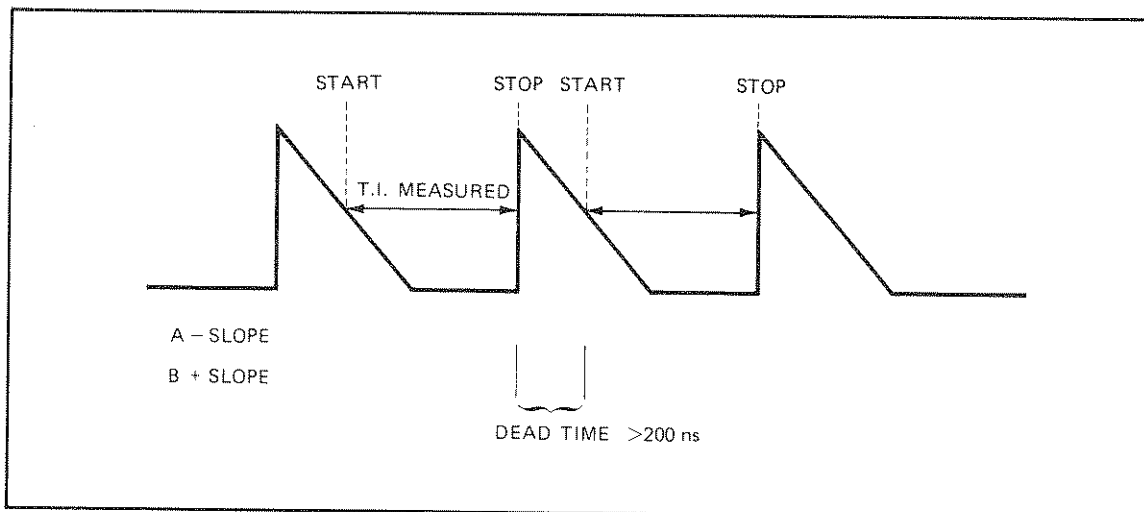 START STOP START STOP
T.I. MEASURED
A – SLOPE
B + SLOPE
DEAD TIME >200 ns